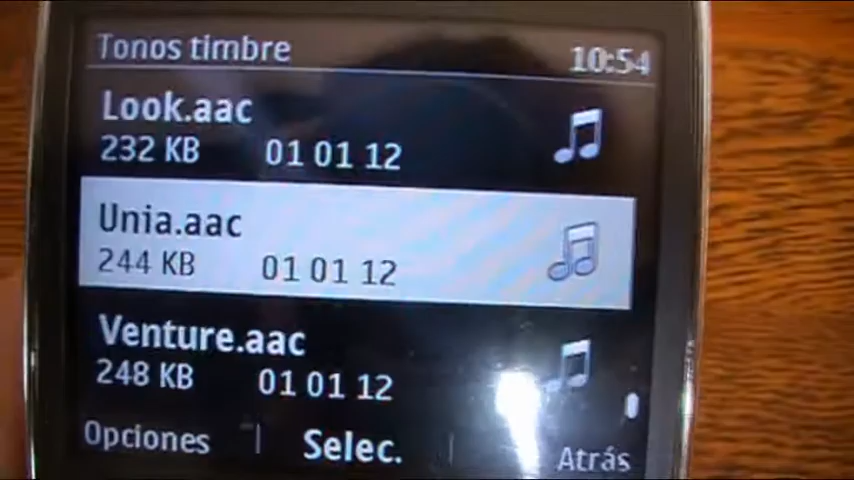 Tonos timbre 10:54
Look.aac
232 KB 01 01 12
Unia.aac
244 KB 01 01 12
Venture.aac
248 KB 01 01 12
Opciones Selec. Atrás